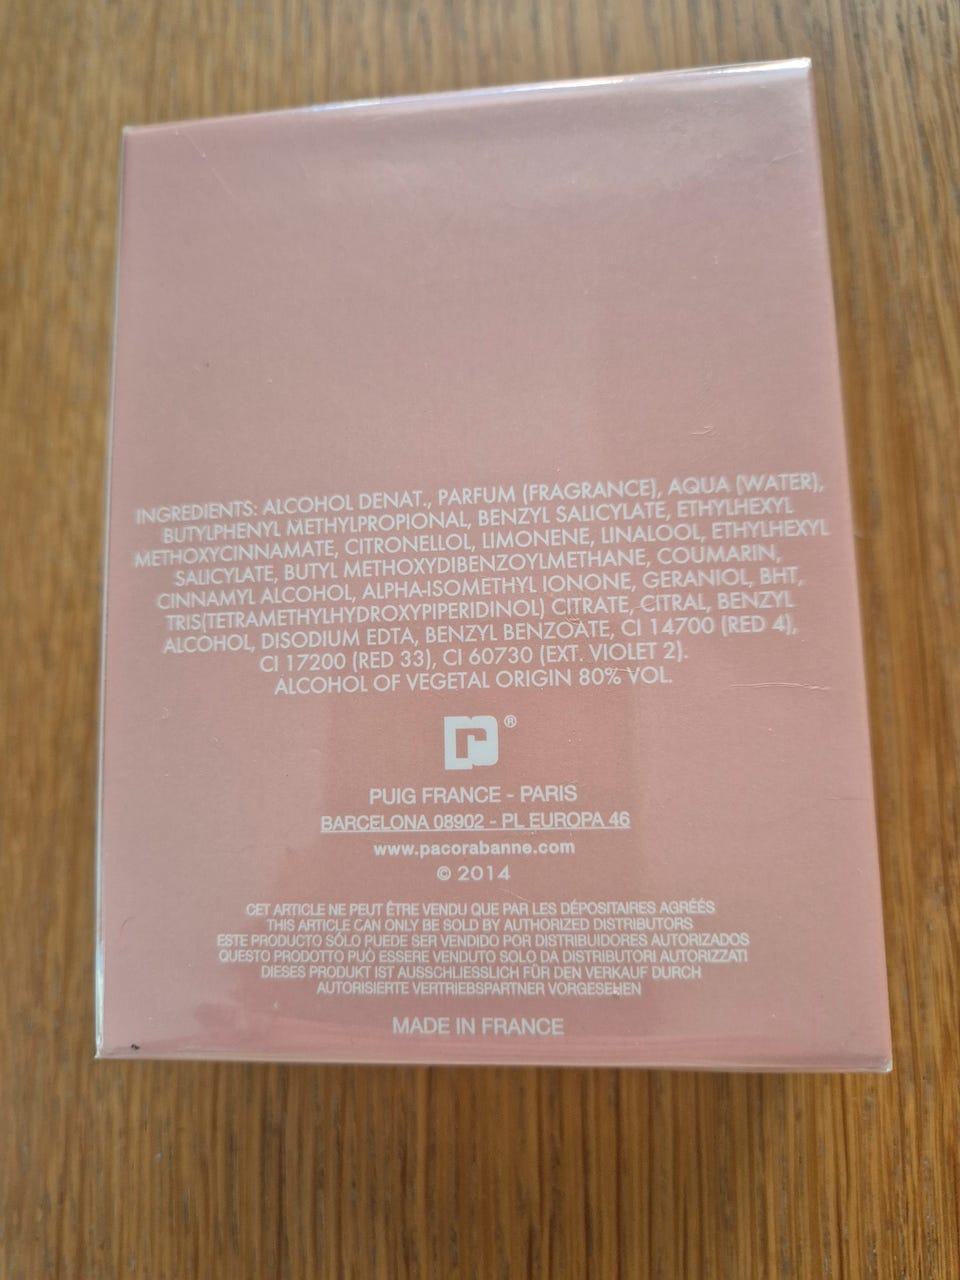 INGREDIENTS: ALCOHOL DENAT., PARFUM (FRAGRANCE), AQUA (WATER),
BUTYLPHENYL METHYLPROPIONAL, BENZYL SALICYLATE, ETHYLHEXYL
METHOXYCINNAMATE, CITRONELLOL, LIMONENE, LINALOOL, ETHYLHEXYL
SALICYLATE, BUTYL METHOXYDIBENZOYLMETHANE, COUMARIN,
CINNAMYL ALCOHOL, ALPHA-ISOMETHYL IONONE, GERANIOL, BHT,
TRIS(TETRAMETHYLHYDROXYPIPERIDINOL) CITRATE, CITRAL, BENZYL
ALCOHOL, DISODIUM EDTA, BENZYL BENZOATE, CI 14700 (RED 4),
CI 17200 (RED 33), CI 60730 (EXT. VIOLET 2).
ALCOHOL OF VEGETAL ORIGIN 80% VOL.
r ®
PUIG FRANCE - PARIS
BARCELONA 08902 - PL EUROPA 46
www.pacorabanne.com
© 2014
CET ARTICLE NE PEUT ÊTRE VENDU QUE PAR LES DÉPOSITAIRES AGRÉÉS
THIS ARTICLE CAN ONLY BE SOLD BY AUTHORIZED DISTRIBUTORS
ESTE PRODUCTO SÓLO PUEDE SER VENDIDO POR DISTRIBUIDORES AUTORIZADOS
QUESTO PRODOTTO PUÒ ESSERE VENDUTO SOLO DA DISTRIBUTORI AUTORIZZATI
DIESES PRODUKT IST AUSSCHLIESSLICH FÜR DEN VERKAUF DURCH
AUTORISIERTE VERTRIEBSPARTNER VORGESEHEN
MADE IN FRANCE